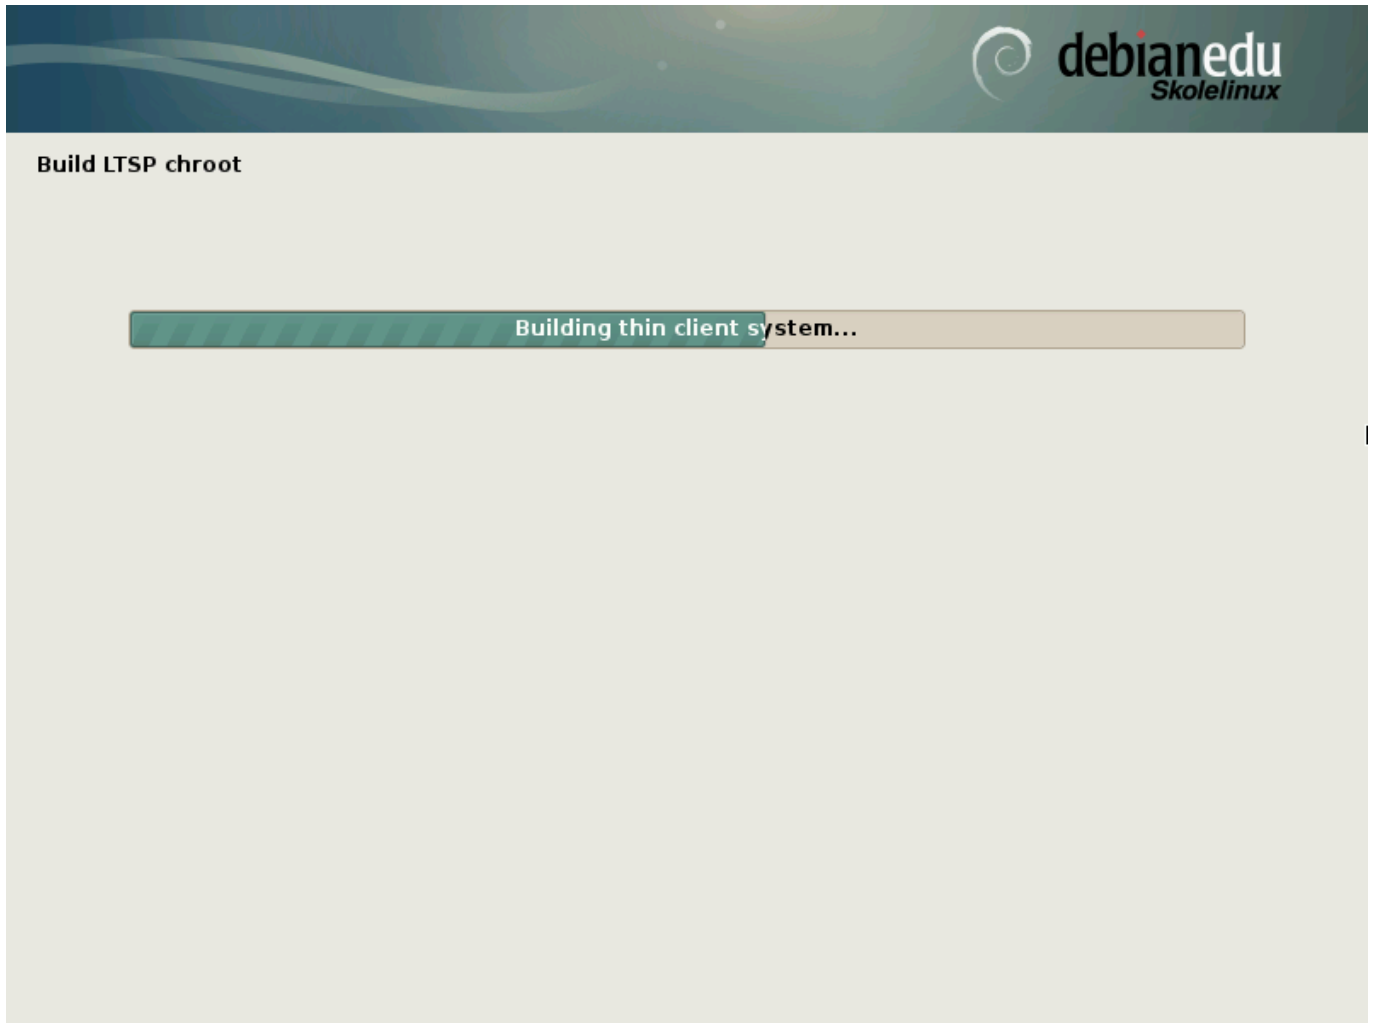 debianedu
Skolelinux
Build LTSP chroot
Building thin client system...